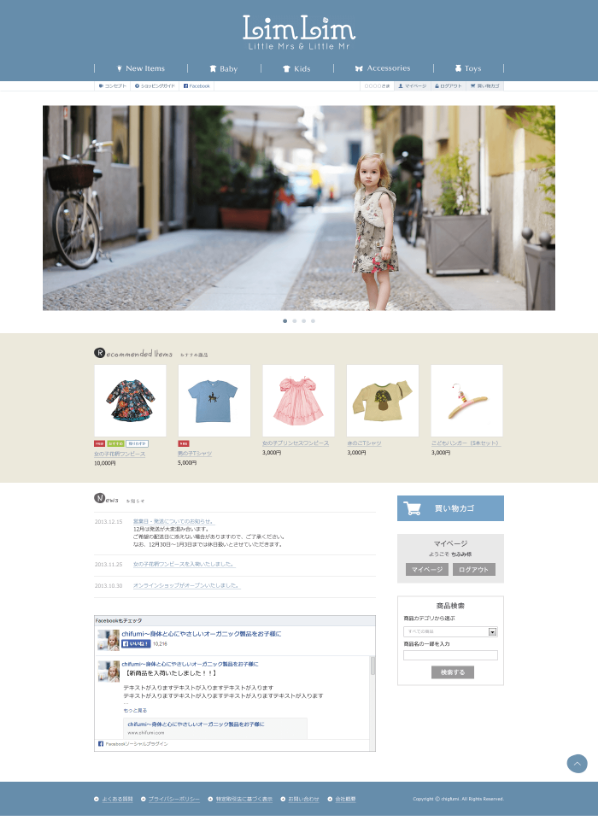 LimLim
Little Mrs & Little Mr
New Items
Baby
Kids
Accessories
Toys
コンセプト
ショッピングガイド
Facebook
マイページ
ログアウト
買い物カゴ
Recommended Items
おすすめ商品
女の子花柄ワンピース
10,000円
男の子Tシャツ
5,000円
女の子プリンセスワンピース
3,000円
きのこTシャツ
3,000円
こどもハンガー（5本セット）
3,000円
News
お知らせ
2013.12.15
営業日・発送についてのお知らせ。
12月は発送が大変混み合います。
ご希望の配送日に添えない場合がありますので、ご了承ください。
なお、12月30日〜1月3日までは休日扱いとさせていただきます。
2013.11.25
女の子花柄ワンピースを入荷いたしました。
2013.10.30
オンラインショップがオープンいたしました。
買い物カゴ
マイページ
ようこそ ちふみ様
マイページ
ログアウト
商品検索
商品カテゴリから選ぶ
すべての商品
商品名の一部を入力
検索する
Facebookもチェック
chifumi〜身体と心にやさしいオーガニック製品をお子様に
いいね！
10,216
chifumi〜身体と心にやさしいオーガニック製品をお子様に
【新商品を入荷いたしました！！】
テキストが入りますテキストが入りますテキストが入ります
テキストが入りますテキストが入りますテキストが入りますテキストが入ります
...
もっと見る
chifumi〜身体と心にやさしいオーガニック製品をお子様に
www.chifumi.com
Facebookソーシャルプラグイン
よくある質問
プライバシーポリシー
特定商取引法に基づく表示
お問い合わせ
会社概要
Copyright ⓒ chigfumi. All Rights Reserved.